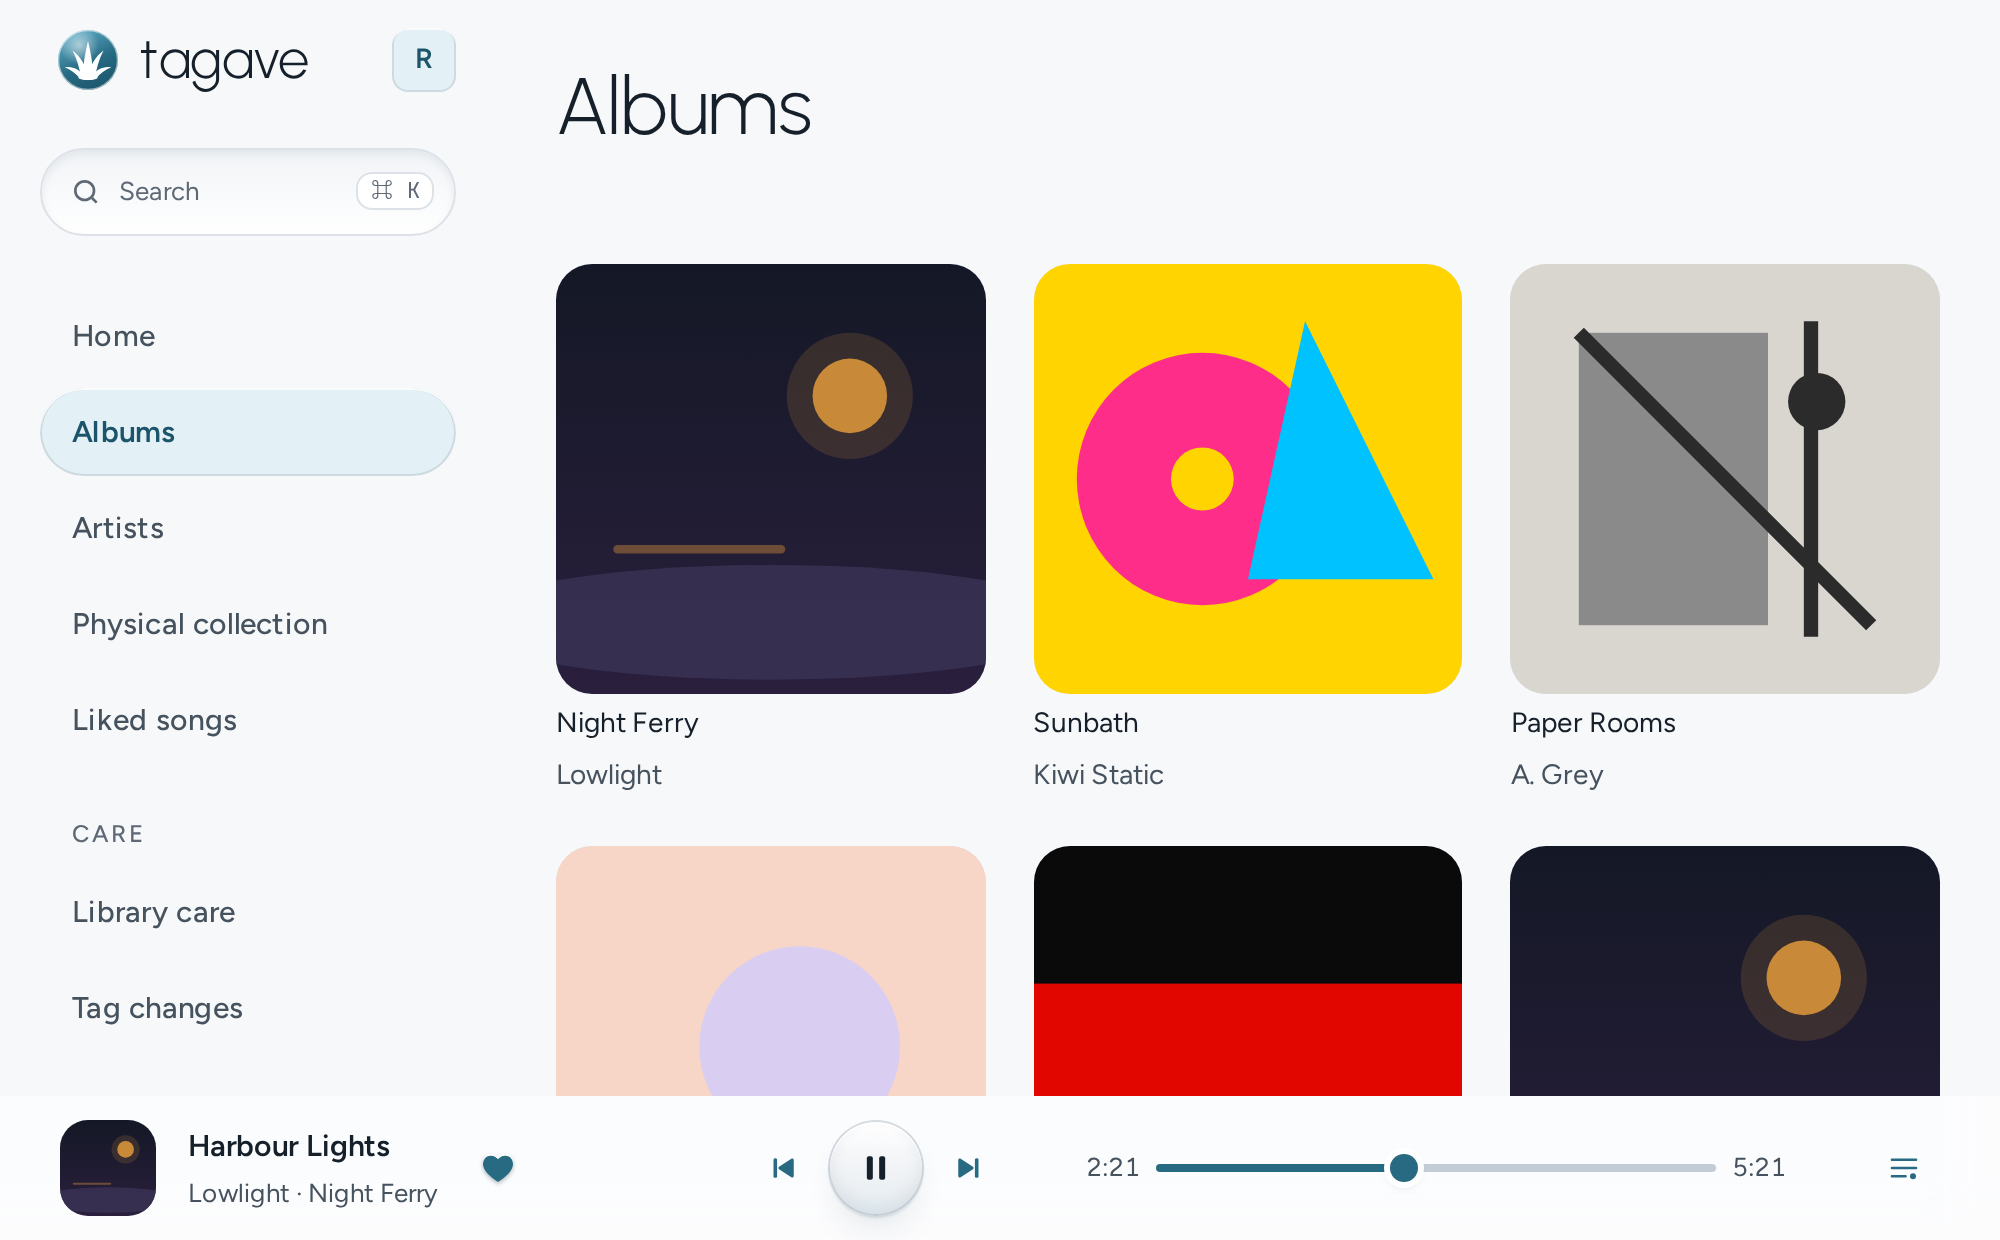 tagave
R
Search
⌘ K
Home
Albums
Artists
Physical collection
Liked songs
CARE
Library care
Tag changes
Albums
Night Ferry
Lowlight
Sunbath
Kiwi Static
Paper Rooms
A. Grey
Harbour Lights
Lowlight · Night Ferry
2:21
5:21